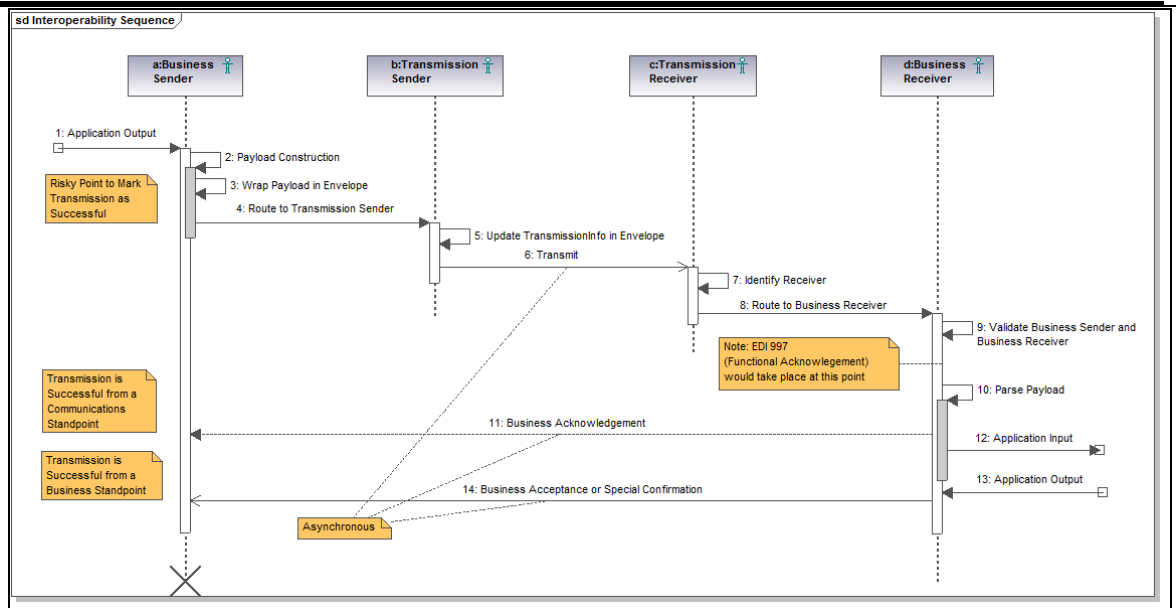 sd Interoperability Sequence
a:Business
Sender
b:Transmission
Sender
c:Transmission
Receiver
d:Business
Receiver
1: Application Output
2: Payload Construction
Risky Point to Mark
Transmission as
Successful
3: Wrap Payload in Envelope
4: Route to Transmission Sender
5: Update TransmissionInfo in Envelope
6: Transmit
7: Identify Receiver
8: Route to Business Receiver
9: Validate Business Sender and
Business Receiver
Note: EDI 997
(Functional Acknowlegement)
would take place at this point
Transmission is
Successful from a
Communications
Standpoint
10: Parse Payload
11: Business Acknowledgement
12: Application Input
Transmission is
Successful from a
Business Standpoint
13: Application Output
14: Business Acceptance or Special Confirmation
Asynchronous